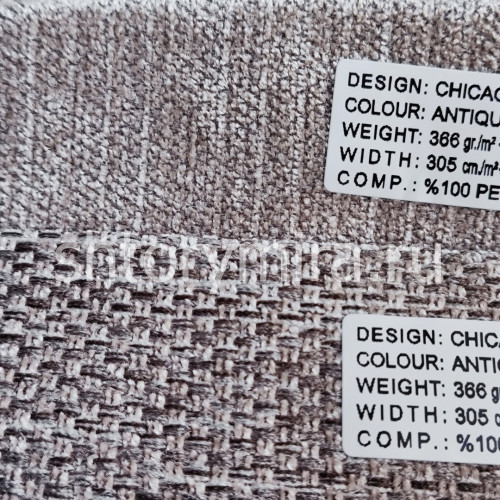 DESIGN: CHICAG
COLOUR: ANTIQU
WEIGHT: 366 gr./m²
WIDTH: 305 cm./m²
COMP.: %100 PE
shtorymira.ru
DESIGN: CHICA
COLOUR: ANTIQ
WEIGHT: 366 g
WIDTH: 305 c
COMP.: %100